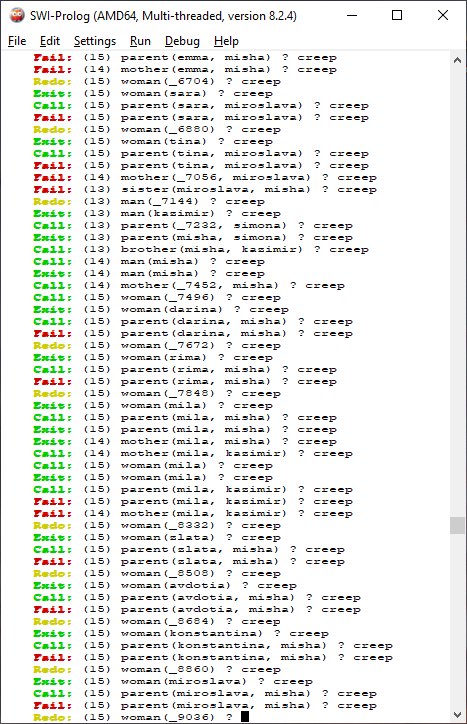 SWI-Prolog (AMD64, Multi-threaded, version 8.2.4)
File Edit Settings Run Debug Help
Fail: (15) parent(emma, misha) ? creep
Fail: (14) mother(emma, misha) ? creep
Redo: (15) woman(_6704) ? creep
Exit: (15) woman(sara) ? creep
Call: (15) parent(sara, miroslava) ? creep
Fail: (15) parent(sara, miroslava) ? creep
Redo: (15) woman(_6880) ? creep
Exit: (15) woman(tina) ? creep
Call: (15) parent(tina, miroslava) ? creep
Fail: (15) parent(tina, miroslava) ? creep
Fail: (14) mother(_7056, miroslava) ? creep
Fail: (13) sister(miroslava, misha) ? creep
Redo: (13) man(_7144) ? creep
Exit: (13) man(kazimir) ? creep
Call: (13) parent(_7232, simona) ? creep
Exit: (13) parent(misha, simona) ? creep
Call: (13) brother(misha, kazimir) ? creep
Call: (14) man(misha) ? creep
Exit: (14) man(misha) ? creep
Call: (14) mother(_7452, misha) ? creep
Call: (15) woman(_7496) ? creep
Exit: (15) woman(darina) ? creep
Call: (15) parent(darina, misha) ? creep
Fail: (15) parent(darina, misha) ? creep
Redo: (15) woman(_7672) ? creep
Exit: (15) woman(rima) ? creep
Call: (15) parent(rima, misha) ? creep
Fail: (15) parent(rima, misha) ? creep
Redo: (15) woman(_7848) ? creep
Exit: (15) woman(mila) ? creep
Call: (15) parent(mila, misha) ? creep
Exit: (15) parent(mila, misha) ? creep
Exit: (14) mother(mila, misha) ? creep
Call: (14) mother(mila, kazimir) ? creep
Call: (15) woman(mila) ? creep
Exit: (15) woman(mila) ? creep
Call: (15) parent(mila, kazimir) ? creep
Fail: (15) parent(mila, kazimir) ? creep
Fail: (14) mother(mila, kazimir) ? creep
Redo: (15) woman(_8332) ? creep
Exit: (15) woman(zlata) ? creep
Call: (15) parent(zlata, misha) ? creep
Fail: (15) parent(zlata, misha) ? creep
Redo: (15) woman(_8508) ? creep
Exit: (15) woman(avdotia) ? creep
Call: (15) parent(avdotia, misha) ? creep
Fail: (15) parent(avdotia, misha) ? creep
Redo: (15) woman(_8684) ? creep
Exit: (15) woman(konstantina) ? creep
Call: (15) parent(konstantina, misha) ? creep
Fail: (15) parent(konstantina, misha) ? creep
Redo: (15) woman(_8860) ? creep
Exit: (15) woman(miroslava) ? creep
Call: (15) parent(miroslava, misha) ? creep
Fail: (15) parent(miroslava, misha) ? creep
Redo: (15) woman(_9036) ?